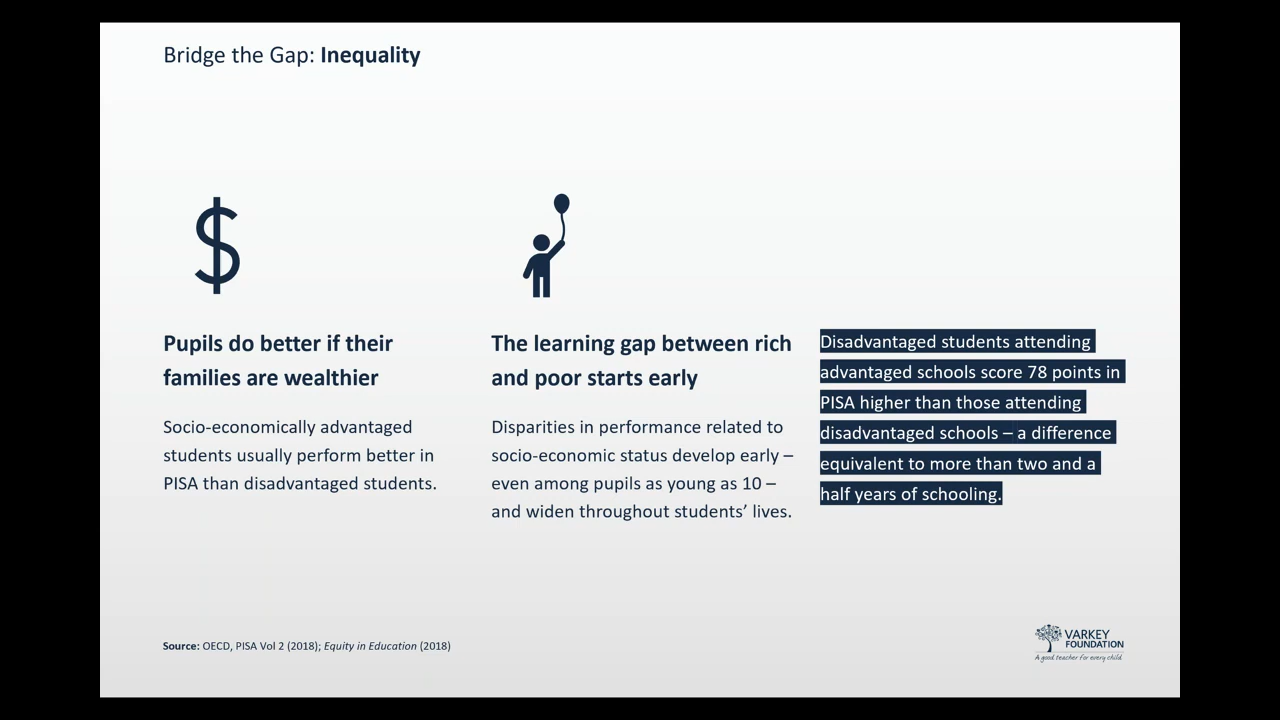 Bridge the Gap: Inequality
$
Pupils do better if their
families are wealthier
Socio-economically advantaged
students usually perform better in
PISA than disadvantaged students.
The learning gap between rich
and poor starts early
Disparities in performance related to
socio-economic status develop early –
even among pupils as young as 10 –
and widen throughout students’ lives.
Disadvantaged students attending
advantaged schools score 78 points in
PISA higher than those attending
disadvantaged schools – a difference
equivalent to more than two and a
half years of schooling.
Source: OECD, PISA Vol 2 (2018); Equity in Education (2018)
VARKEY
FOUNDATION
A good teacher for every child